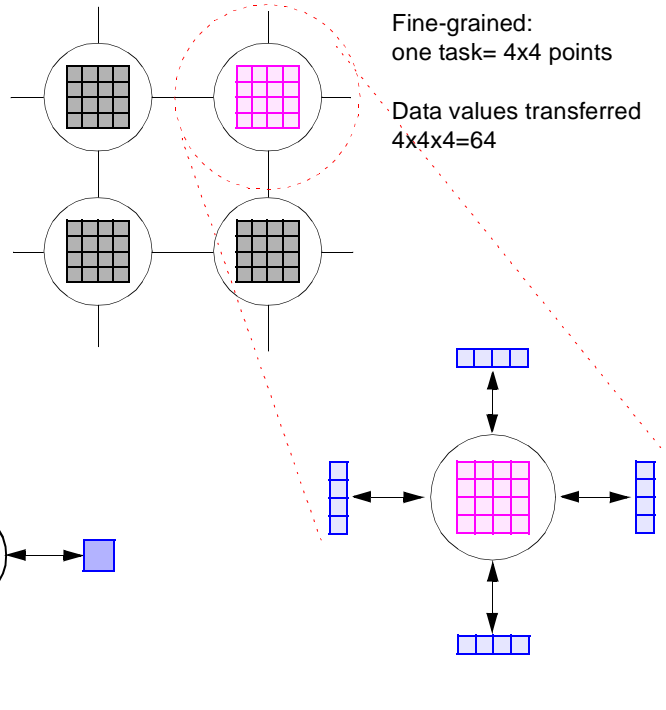 Fine-grained:
one task= 4x4 points
Data values transferred
4x4x4=64